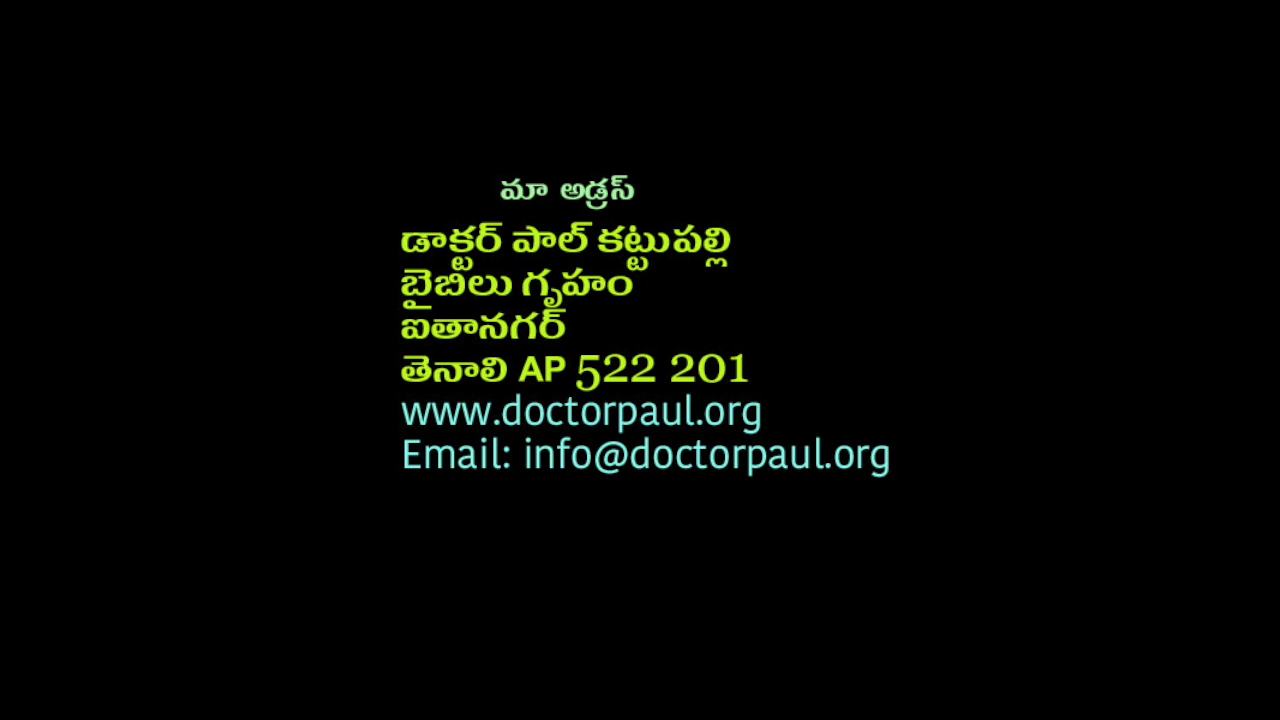 మా అడ్రస్
డాక్టర్ పాల్ కట్టుపల్లి
బైబిలు గృహం
ఐతానగర్
తెనాలి AP 522 201
www.doctorpaul.org
Email: info@doctorpaul.org